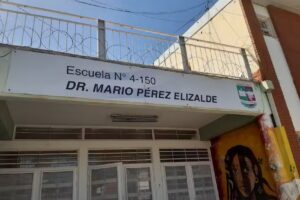 Escuela N° 4-150
DR. MARIO PÉREZ ELIZALDE